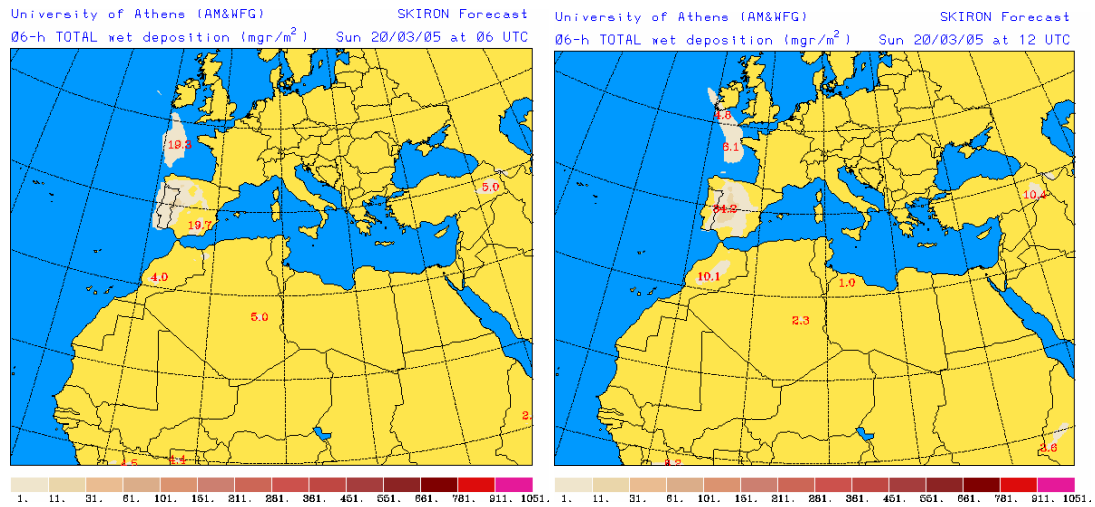 University of Athens (AM&WFG) SKIRON Forecast
06-h TOTAL wet deposition (mgr/m²) Sun 20/03/05 at 06 UTC
19.3
5.0
19.7
4.0
5.0
2.
4.4
1. 11. 31. 61. 101. 151. 211. 281. 361. 451. 551. 661. 781. 911. 1051.
University of Athens (AM&WFG) SKIRON Forecast
06-h TOTAL wet deposition (mgr/m²) Sun 20/03/05 at 12 UTC
4.8
10.4
10.1
1.0
2.3
1. 11. 31. 61. 101. 151. 211. 281. 361. 451. 551. 661. 781. 911. 1051.